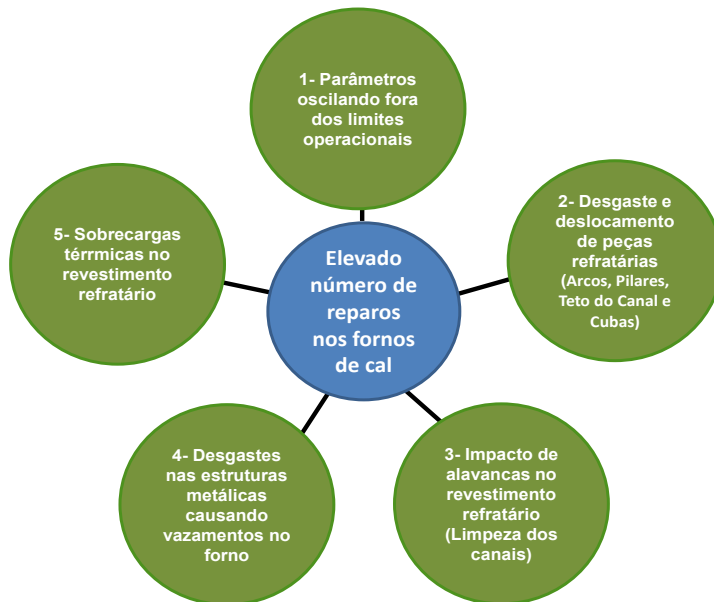 1- Parâmetros
oscilando fora
dos limites
operacionais
2- Desgaste e
deslocamento
de peças
refratárias
(Arcos, Pilares,
Teto do Canal e
Cubas)
Elevado
número de
reparos
nos fornos
de cal
5- Sobrecargas
térrmicas no
revestimento
refratário
4- Desgastes
nas estruturas
metálicas
causando
vazamentos no
forno
3- Impacto de
alavancas no
revestimento
refratário
(Limpeza dos
canais)